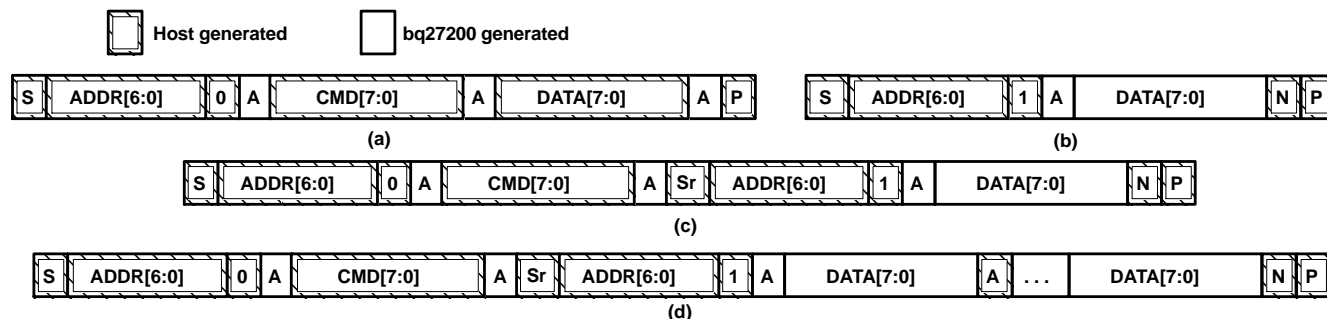 Host generated bq27200 generated
S ADDR[6:0] 0 A CMD[7:0] A DATA[7:0] A P S ADDR[6:0] 1 A DATA[7:0] N P
(a) (b)
S ADDR[6:0] 0 A CMD[7:0] A Sr ADDR[6:0] 1 A DATA[7:0] N P
(c)
S ADDR[6:0] 0 A CMD[7:0] A Sr ADDR[6:0] 1 A DATA[7:0] A ... DATA[7:0] N P
(d)